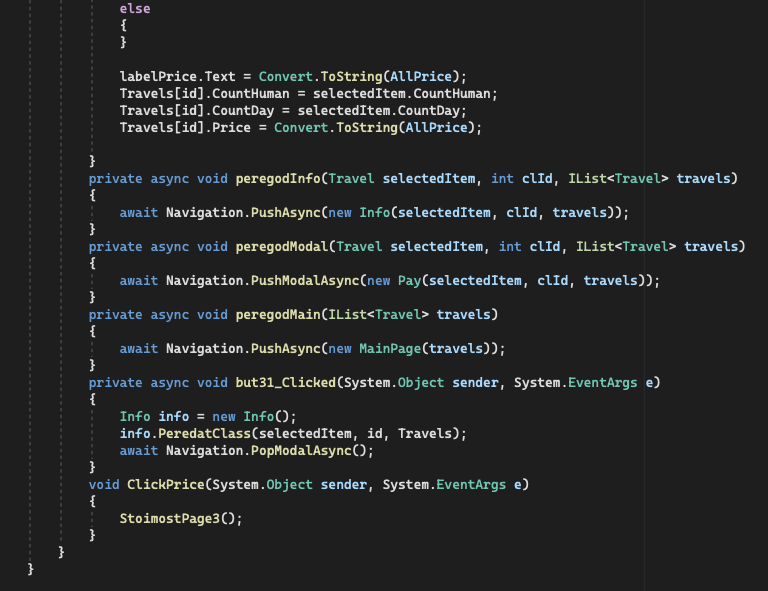 else
{
}
labelPrice.Text = Convert.ToString(AllPrice);
Travels[id].CountHuman = selectedItem.CountHuman;
Travels[id].CountDay = selectedItem.CountDay;
Travels[id].Price = Convert.ToString(AllPrice);
}
private async void peregodInfo(Travel selectedItem, int clId, IList<Travel> travels)
{
await Navigation.PushAsync(new Info(selectedItem, clId, travels));
}
private async void peregodModal(Travel selectedItem, int clId, IList<Travel> travels)
{
await Navigation.PushModalAsync(new Pay(selectedItem, clId, travels));
}
private async void peregodMain(IList<Travel> travels)
{
await Navigation.PushAsync(new MainPage(travels));
}
private async void but31_Clicked(System.Object sender, System.EventArgs e)
{
Info info = new Info();
info.PeredatClass(selectedItem, id, Travels);
await Navigation.PopModalAsync();
}
void ClickPrice(System.Object sender, System.EventArgs e)
{
StoimostPage3();
}
}
}